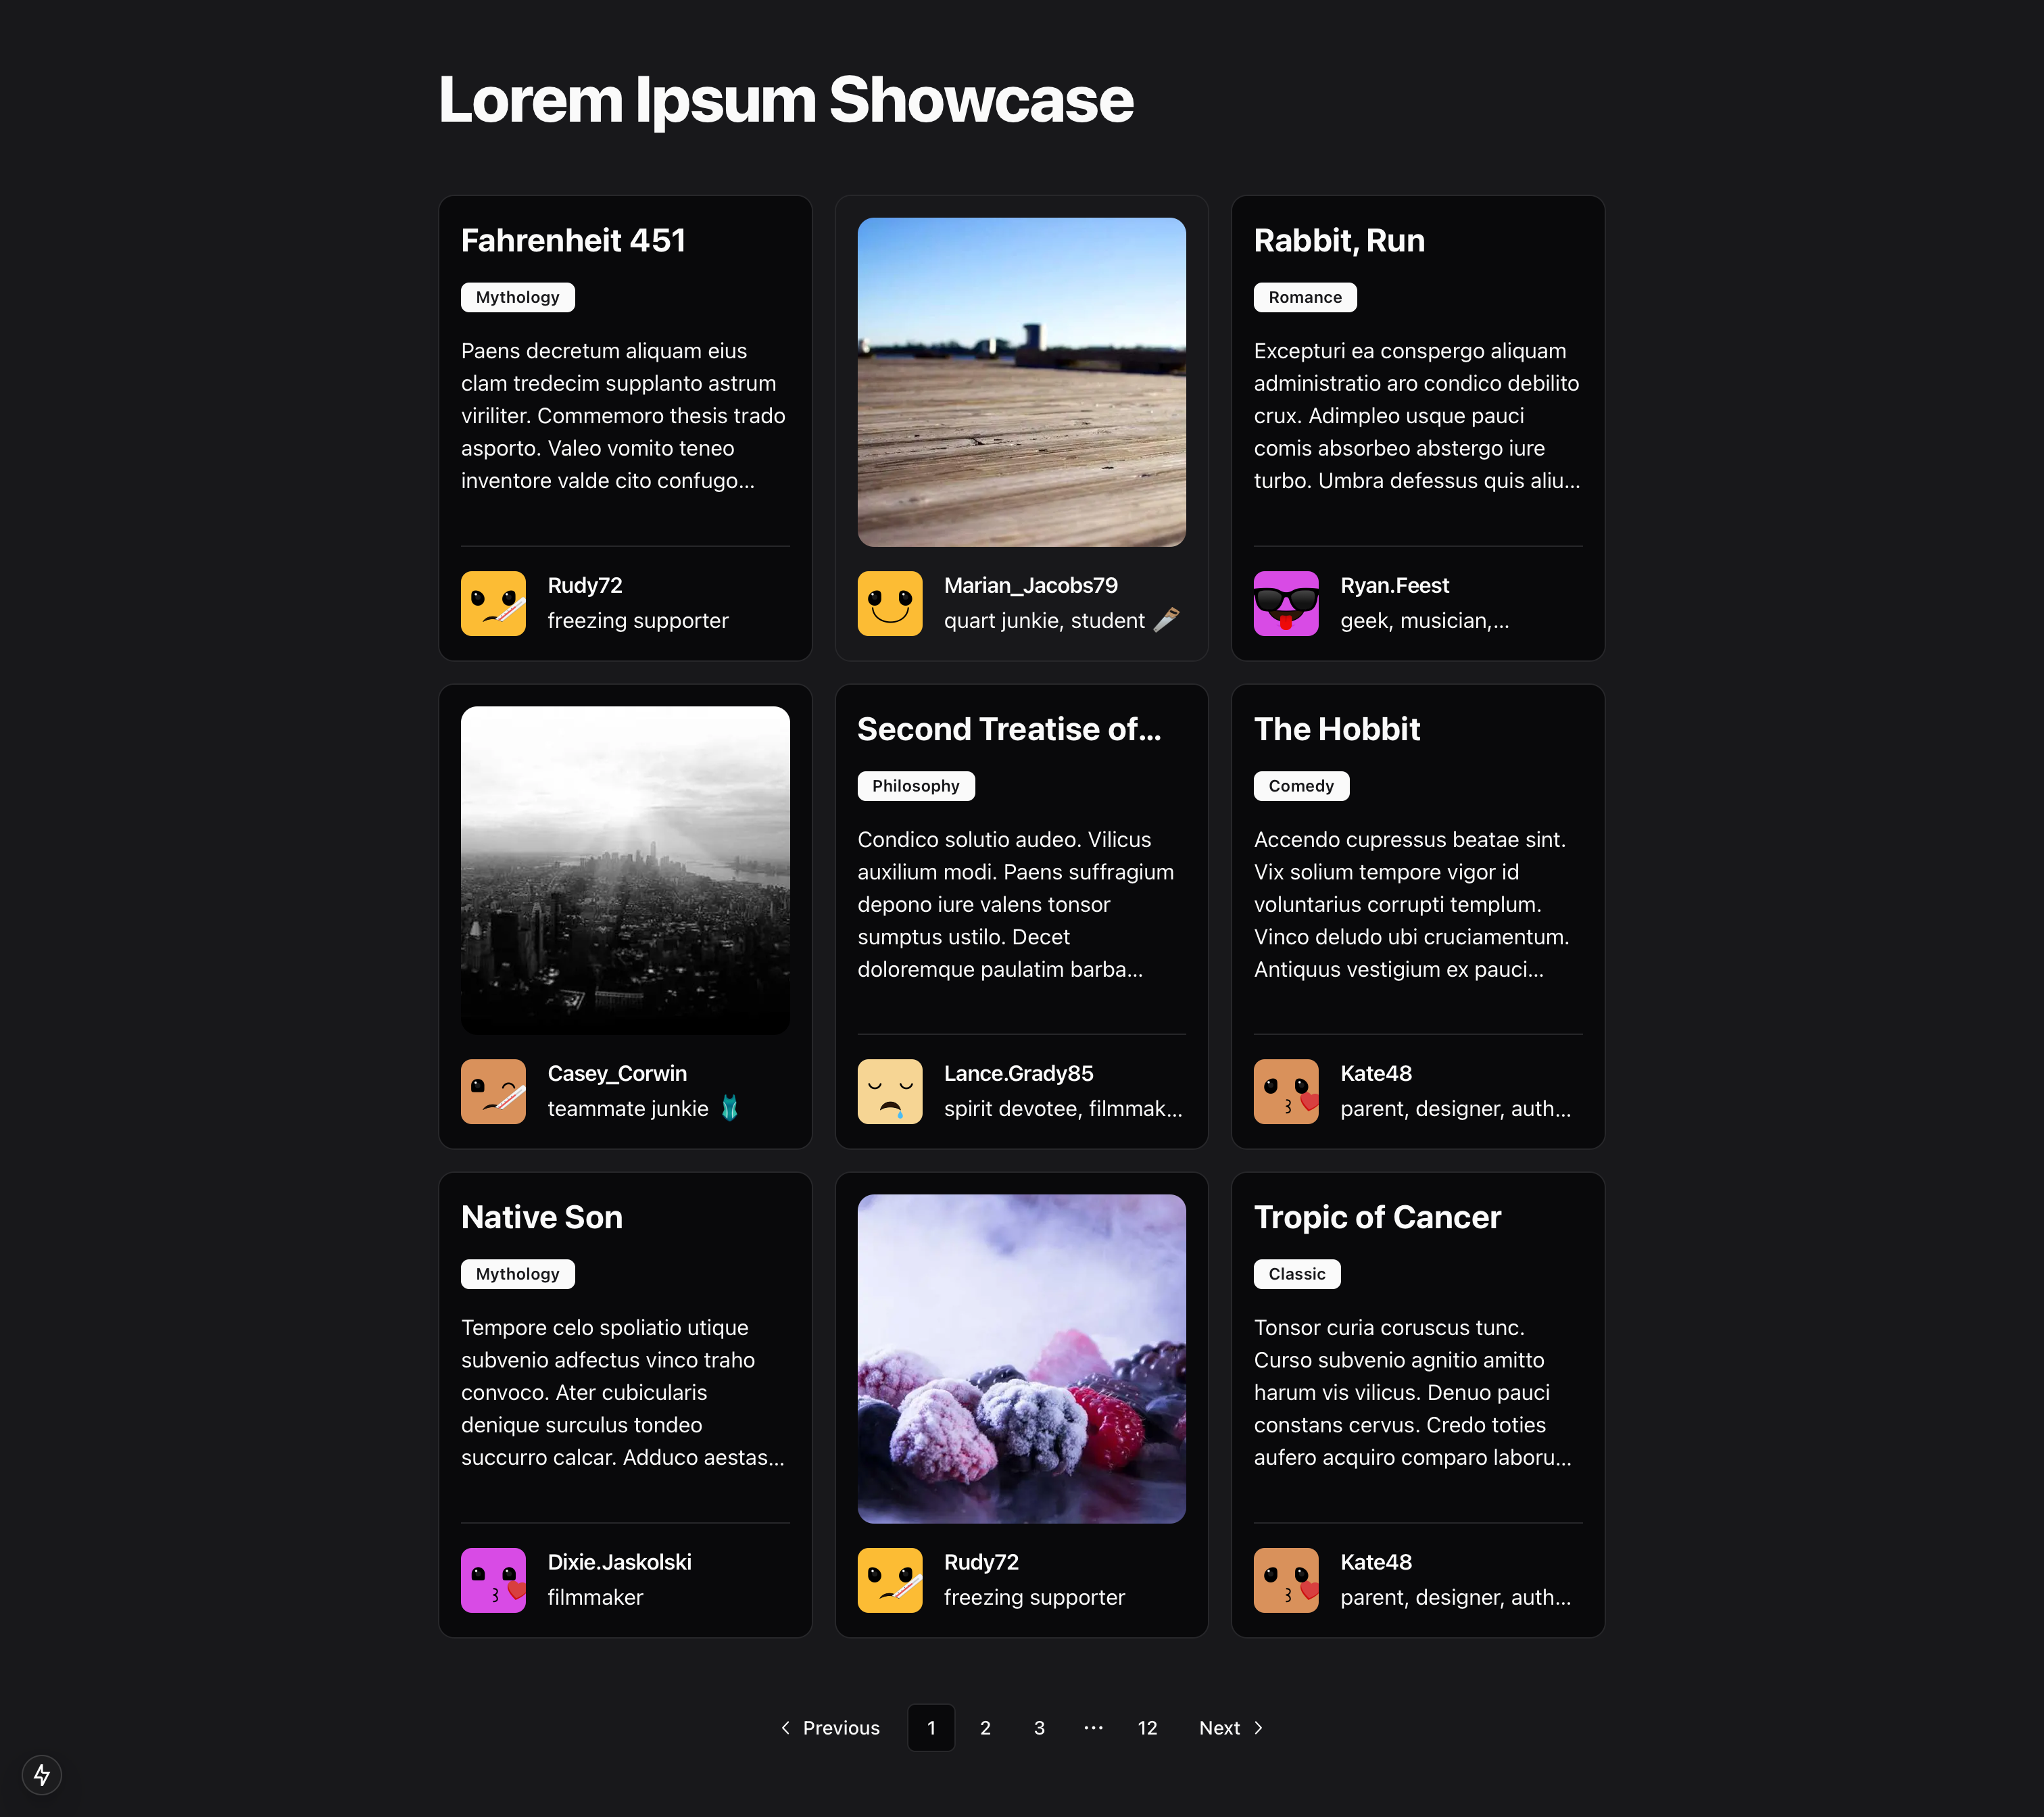 Lorem Ipsum Showcase
Fahrenheit 451
Mythology
Paens decretum aliquam eius
clam tredecim supplanto astrum
viriliter. Commemoro thesis trado
asporto. Valeo vomito teneo
inventore valde cito confugo...
Rudy72
freezing supporter
Marian_Jacobs79
quart junkie, student 🪚
Rabbit, Run
Romance
Excepturi ea conspergo aliquam
administratio aro condico debilito
crux. Adimpleo usque pauci
comis absorbeo abstergo iure
turbo. Umbra defessus quis aliu...
Ryan.Feest
geek, musician,...
Casey_Corwin
teammate junkie 🩱
Second Treatise of...
Philosophy
Condico solutio audeo. Vilicus
auxilium modi. Paens suffragium
depono iure valens tonsor
sumptus ustilo. Decet
doloremque paulatim barba...
Lance.Grady85
spirit devotee, filmmak...
The Hobbit
Comedy
Accendo cupressus beatae sint.
Vix solium tempore vigor id
voluntarius corrupti templum.
Vinco deludo ubi cruciamentum.
Antiquus vestigium ex pauci...
Kate48
parent, designer, auth...
Native Son
Mythology
Tempore celo spoliatio utique
subvenio adfectus vinco traho
convoco. Ater cubicularis
denique surculus tondeo
succurro calcar. Adduco aestas...
Dixie.Jaskolski
filmmaker
Rudy72
freezing supporter
Tropic of Cancer
Classic
Tonsor curia coruscus tunc.
Curso subvenio agnitio amitto
harum vis vilicus. Denuo pauci
constans cervus. Credo toties
aufero acquiro comparo laboru...
Kate48
parent, designer, auth...
Previous 1 2 3 ... 12 Next